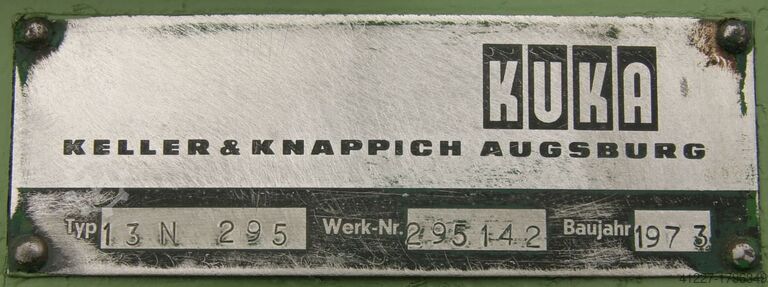 KUKA
KELLER & KNAPPICH AUGSBURG
Typ 13 N 295 Werk-Nr. 295142 Baujahr 1973